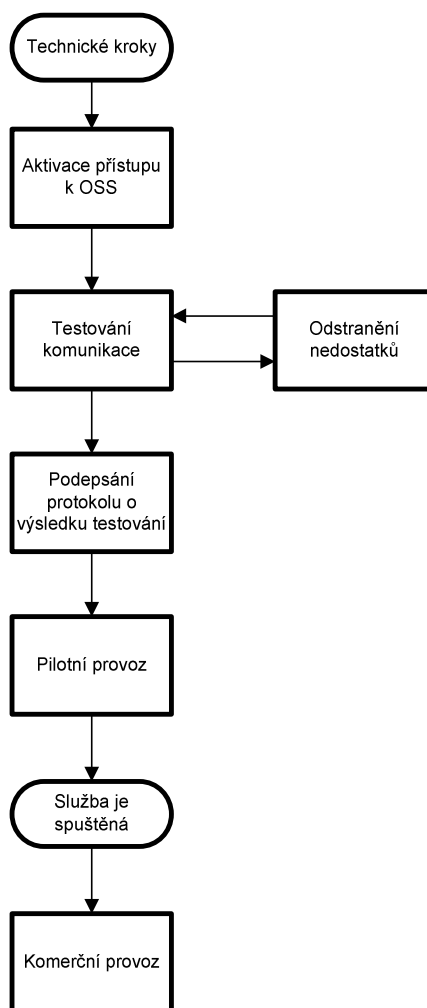 Technické kroky
Aktivace přístupu
k OSS
Testování
komunikace
Odstranění
nedostatků
Podepsání
protokolu o
výsledku testování
Pilotní provoz
Služba je
spuštěná
Komerční provoz